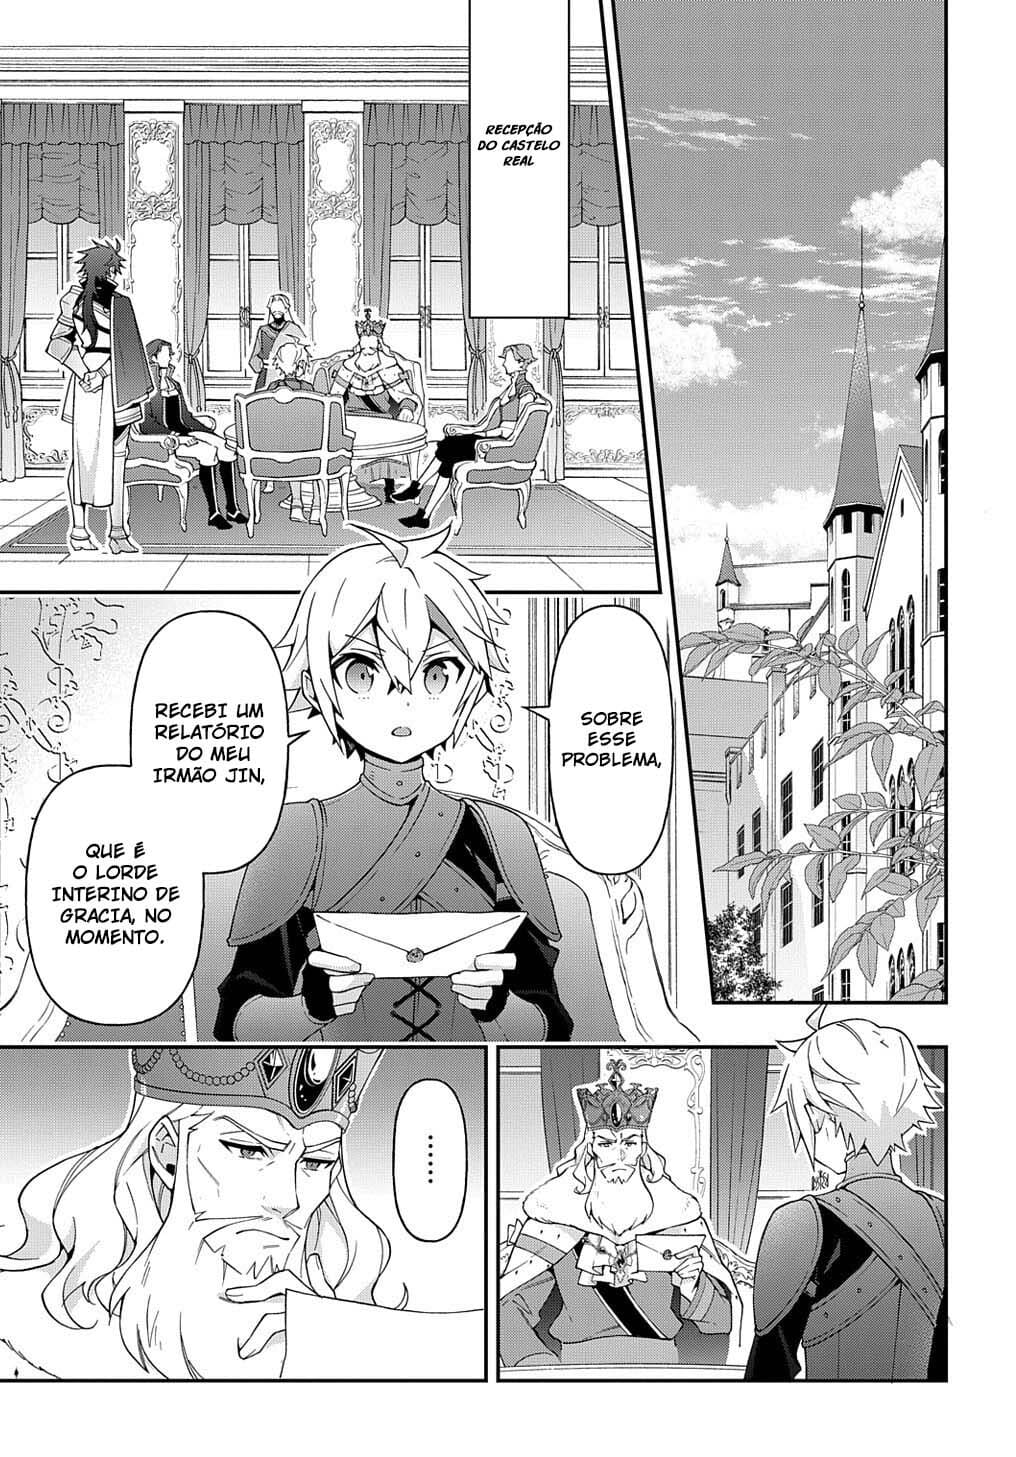 RECEPÇÃO
DO CASTELO
REAL
SOBRE
ESSE
PROBLEMA,
RECEBI UM
RELATÓRIO
DO MEU
IRMÃO JIN,
QUE É
O LORDE
INTERINO DE
GRACIA, NO
MOMENTO.
......